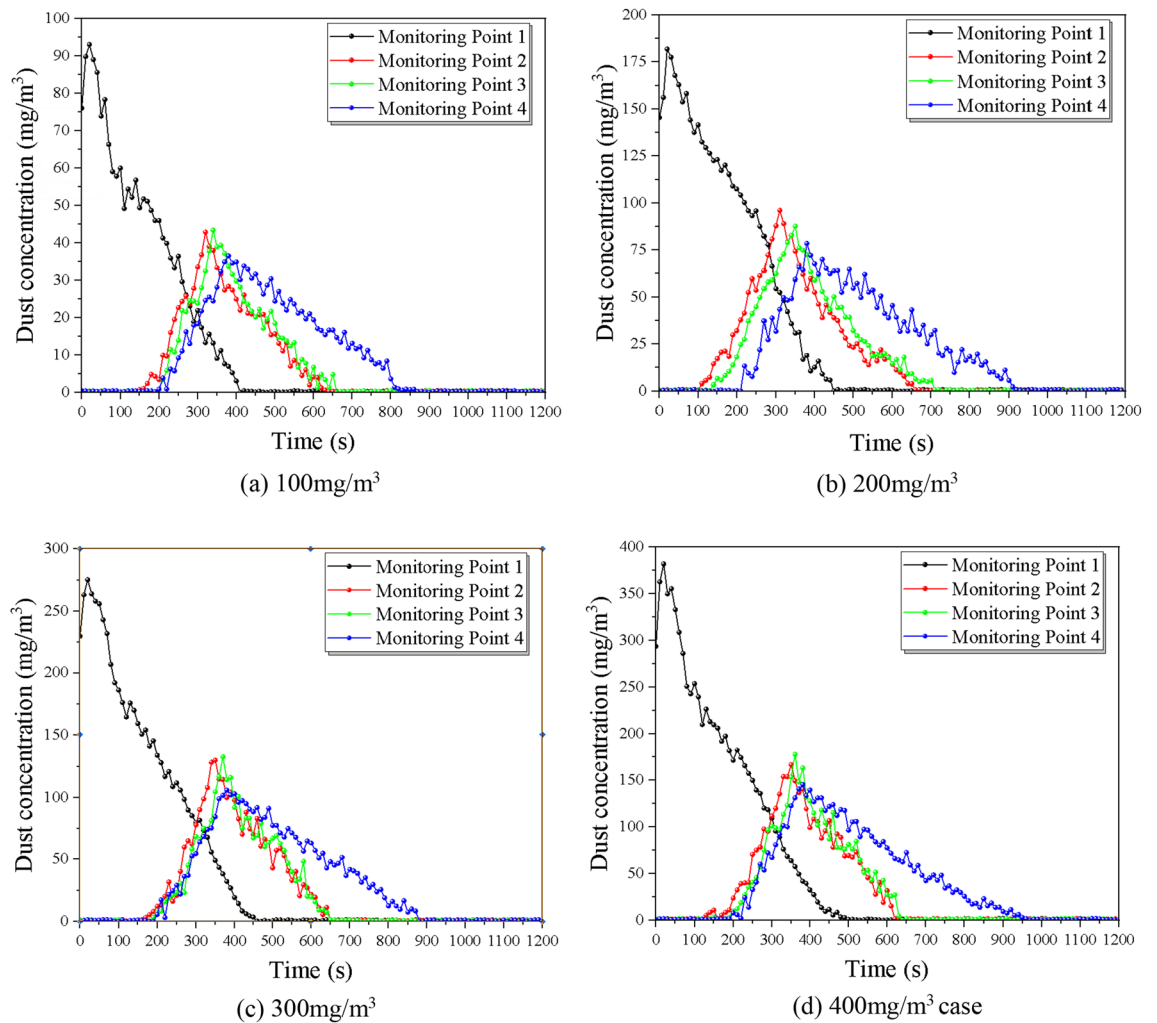 Dust concentration (mg/m³)
100
90
80
70
60
50
40
30
20
10
0
Monitoring Point 1
Monitoring Point 2
Monitoring Point 3
Monitoring Point 4
0 100 200 300 400 500 600 700 800 900 1000 1100 1200
Time (s)
(a) 100mg/m³
Dust concentration (mg/m³)
200
175
150
125
100
75
50
25
0
Monitoring Point 1
Monitoring Point 2
Monitoring Point 3
Monitoring Point 4
0 100 200 300 400 500 600 700 800 900 1000 1100 1200
Time (s)
(b) 200mg/m³
Dust concentration (mg/m³)
300
250
200
150
100
50
0
Monitoring Point 1
Monitoring Point 2
Monitoring Point 3
Monitoring Point 4
0 100 200 300 400 500 600 700 800 900 1000 1100 1200
Time (s)
(c) 300mg/m³
Dust concentration (mg/m³)
400
350
300
250
200
150
100
50
0
Monitoring Point 1
Monitoring Point 2
Monitoring Point 3
Monitoring Point 4
0 100 200 300 400 500 600 700 800 900 1000 1100 1200
Time (s)
(d) 400mg/m³ case